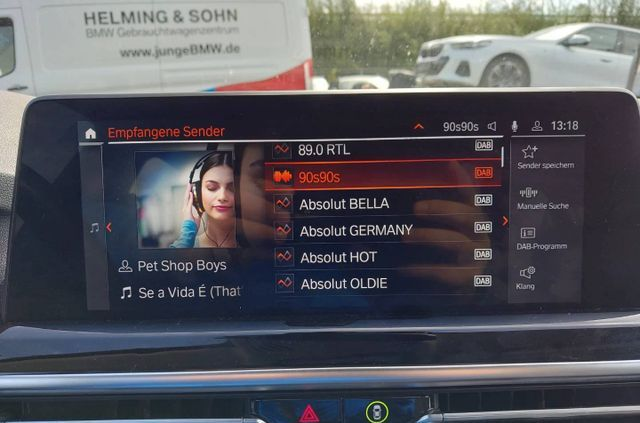 HELMING & SOHN
BMW Gebrauchtwagenzentrum
www.jungeBMW.de
Empfangene Sender
90s90s
13:18
89.0 RTL DAB
90s90s DAB
Absolut BELLA DAB
Absolut GERMANY DAB
Absolut HOT DAB
Absolut OLDIE DAB
Pet Shop Boys
Se a Vida É (That'
Sender speichern
Manuelle Suche
DAB-Programm
Klang